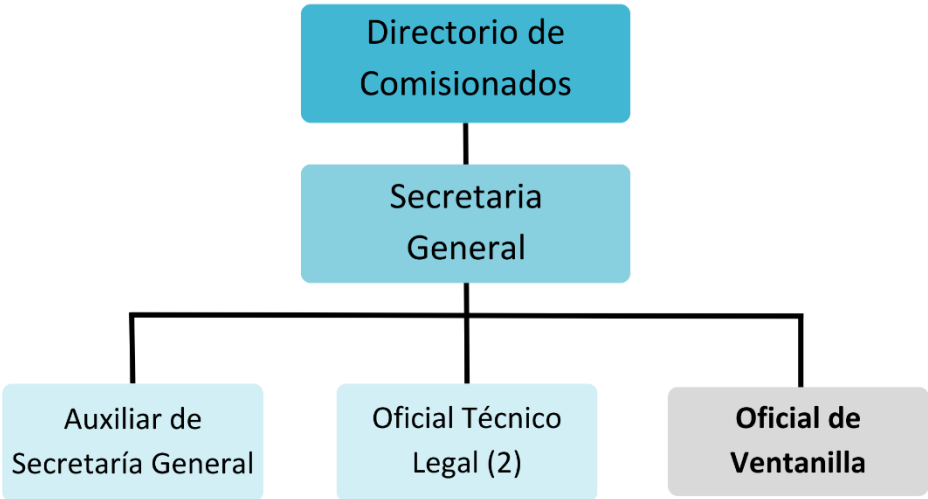 Directorio de
Comisionados
Secretaria
General
Auxiliar de
Secretaría General
Oficial Técnico
Legal (2)
Oficial de
Ventanilla